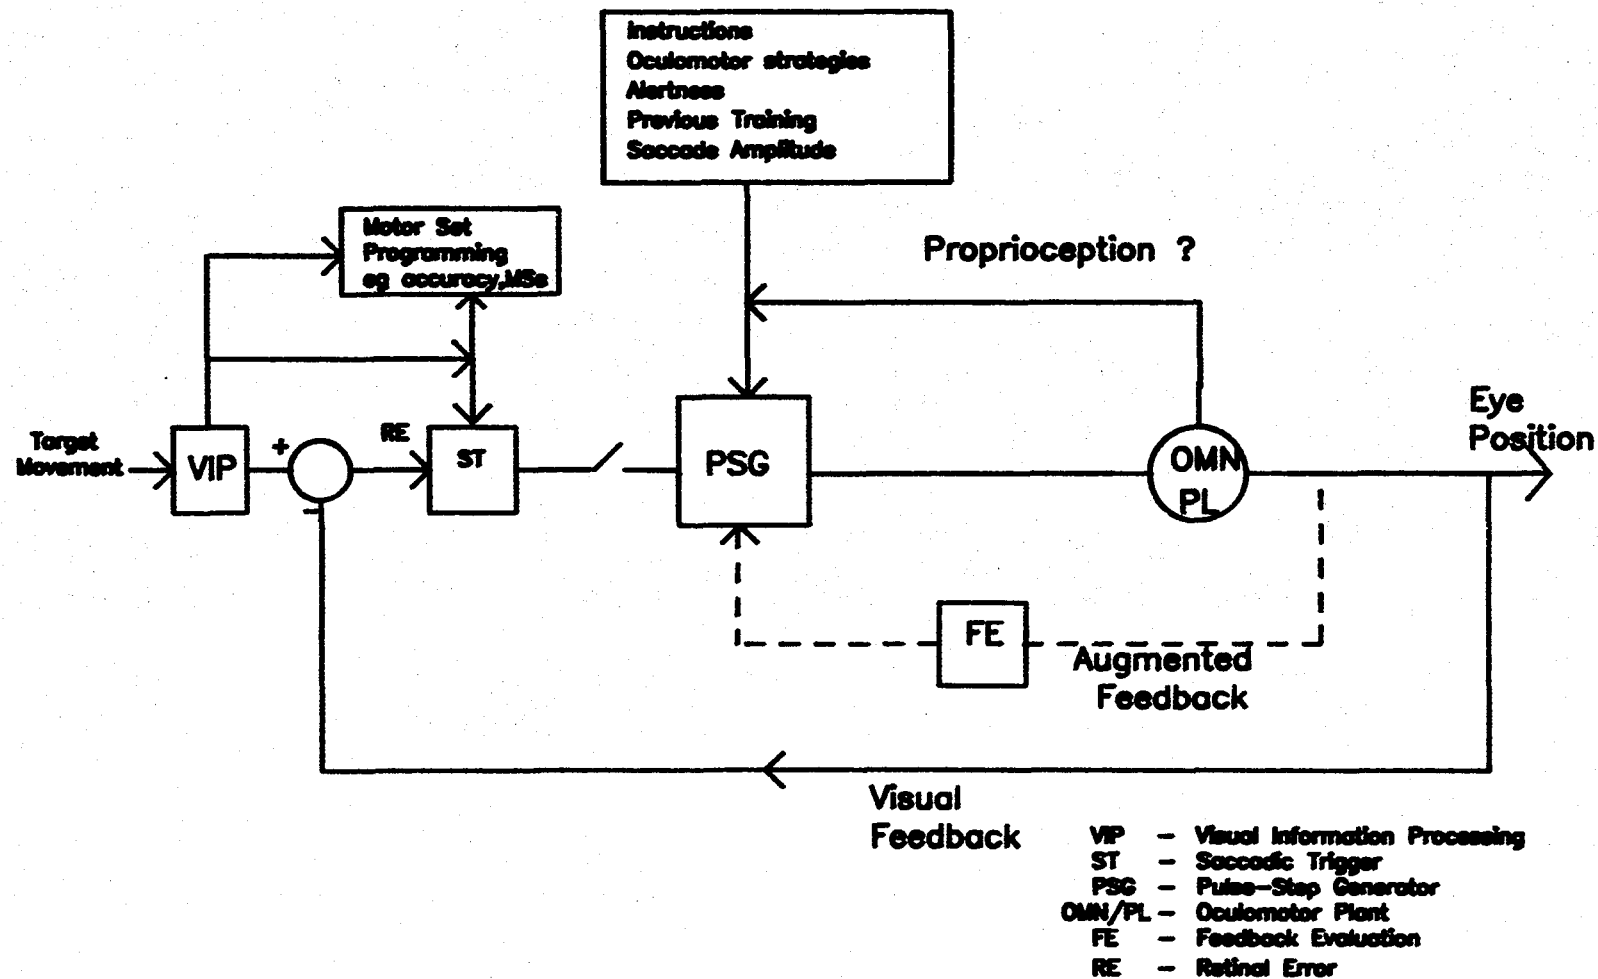 Instructions
Oculomotor strategies
Alertness
Previous Training
Saccade Amplitude
Motor Set
Programming
eg accuracy,MSs
Proprioception ?
Eye
Position
Target
Movement
VIP
+
−
RE
ST
PSG
OMN
PL
FE
Augmented
Feedback
Visual
Feedback
VIP – Visual Information Processing
ST – Saccadic Trigger
PSG – Pulse-Step Generator
OMN/PL – Oculomotor Plant
FE – Feedback Evaluation
RE – Retinal Error